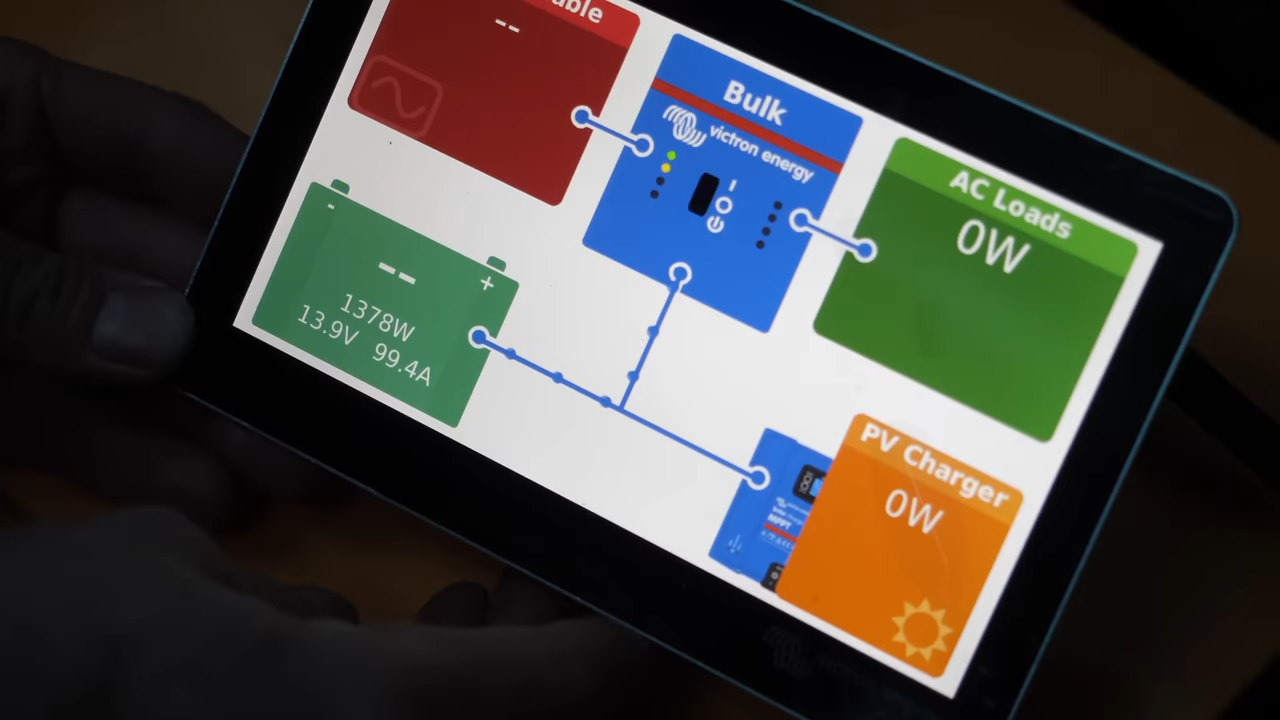 able
--
Bulk
victron energy
AC Loads
0W
- +
--
1378W
13.9V 99.4A
PV Charger
0W
MPPT